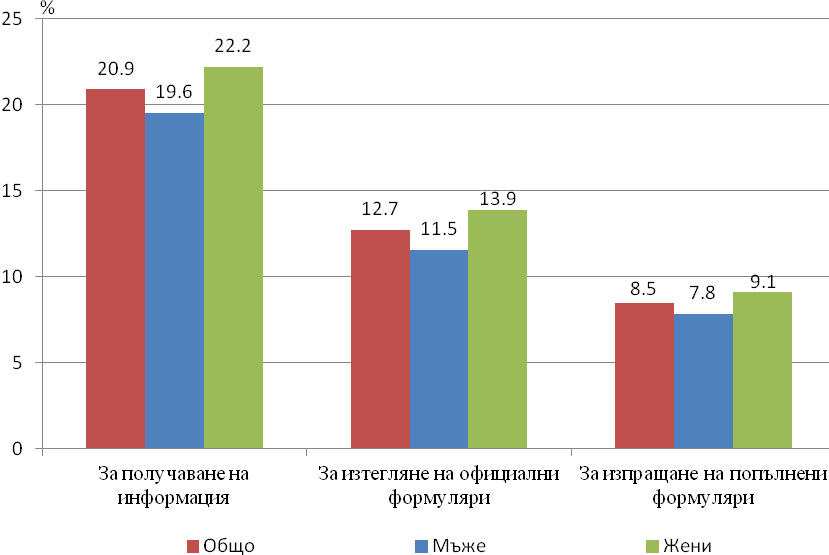 %
25
20
15
10
5
0
20.9
19.6
22.2
12.7
11.5
13.9
8.5
7.8
9.1
За получаване на
информация
За изтегляне на официални
формуляри
За изпращане на попълнени
формуляри
Общо
Мъже
Жени